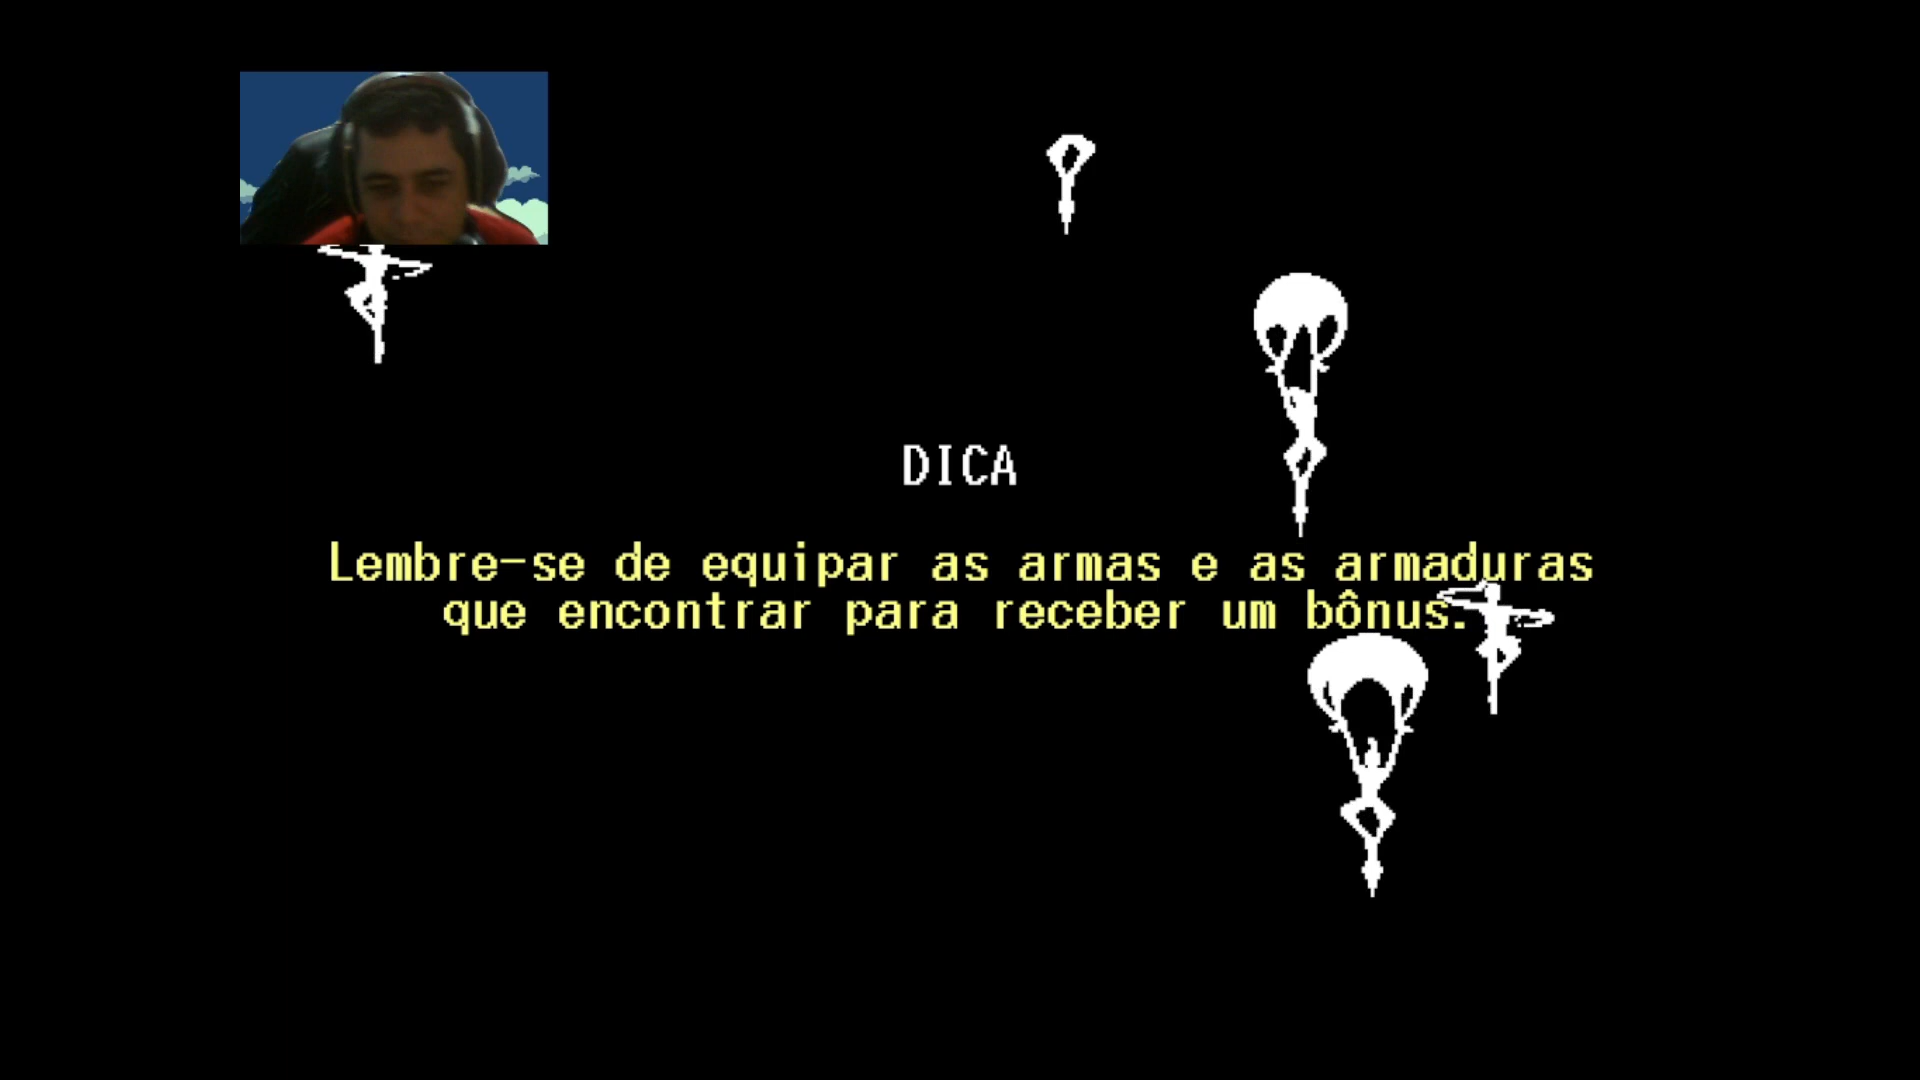 DICA
Lembre-se de equipar as armas e as armaduras
que encontrar para receber um bônus.